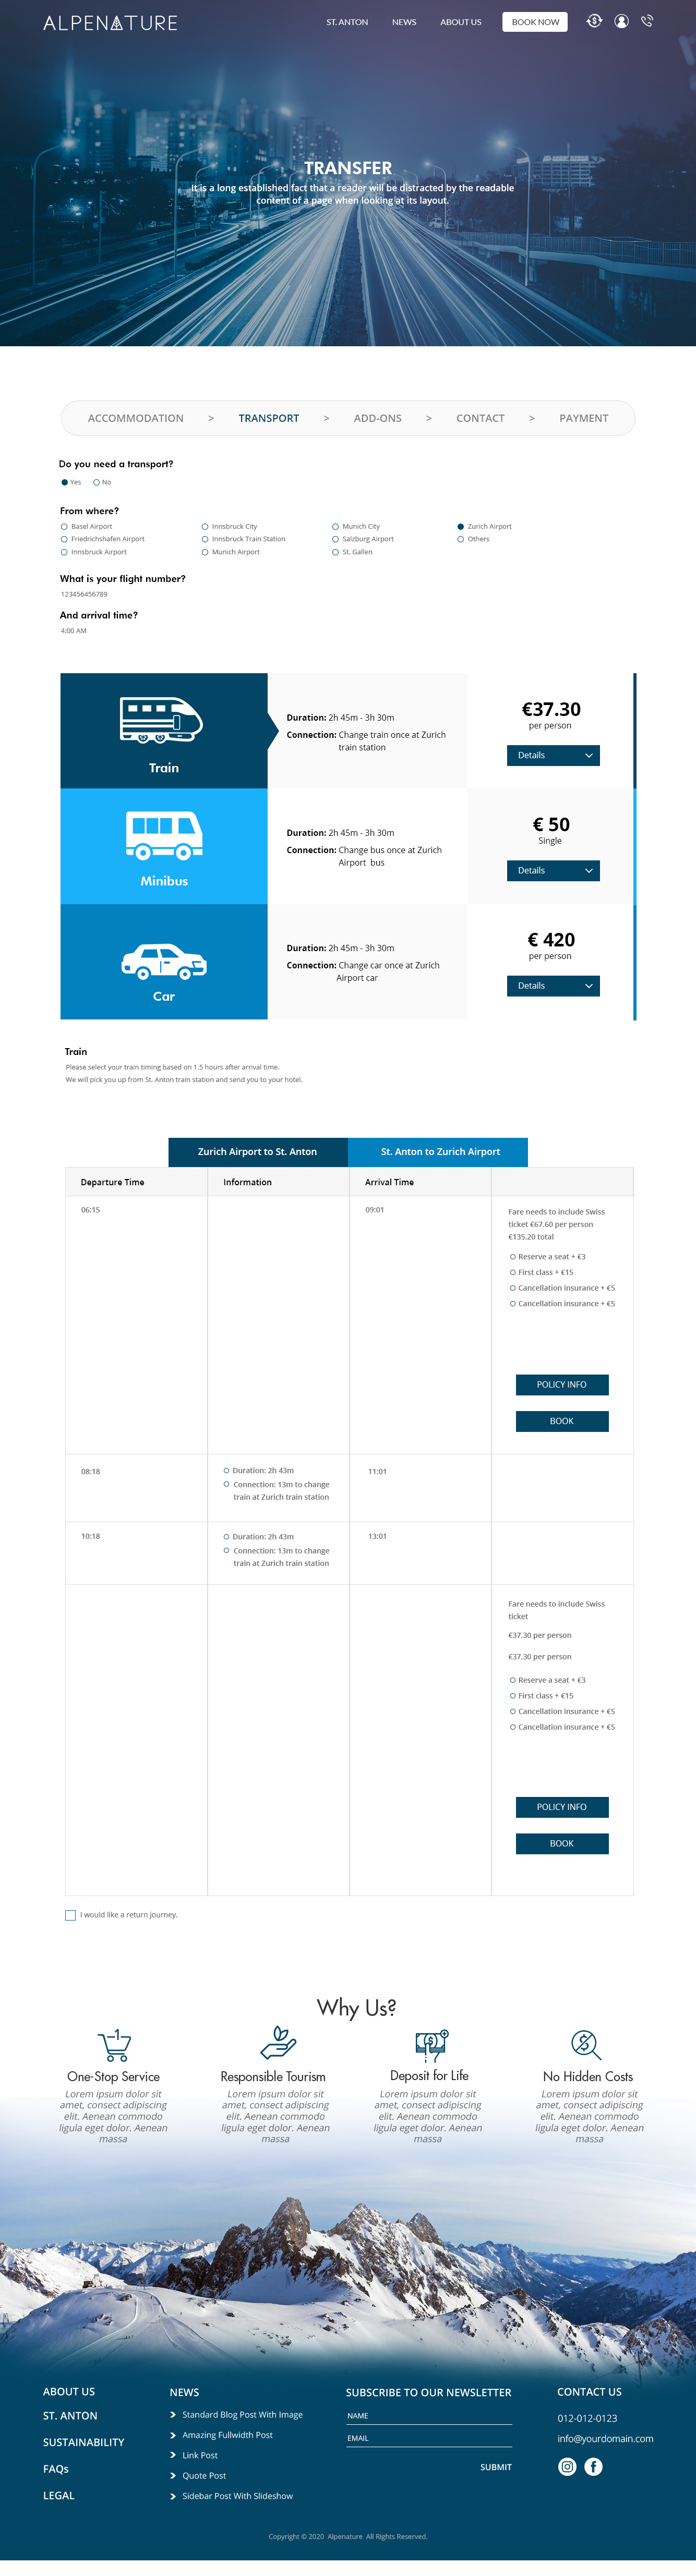 ALPENATURE
ST. ANTON NEWS ABOUT US BOOK NOW
$
TRANSFER
It is a long established fact that a reader will be distracted by the readable
content of a page when looking at its layout.
ACCOMMODATION > TRANSPORT > ADD-ONS > CONTACT > PAYMENT
Do you need a transport?
Yes No
From where?
Basel Airport Innsbruck City Munich City Zurich Airport
Friedrichshafen Airport Innsbruck Train Station Salzburg Airport Others
Innsbruck Airport Munich Airport St. Gallen
What is your flight number?
123456456789
And arrival time?
4:00 AM
Train
Duration: 2h 45m - 3h 30m
Connection: Change train once at Zurich
train station
€37.30
per person
Details
Minibus
Duration: 2h 45m - 3h 30m
Connection: Change bus once at Zurich
Airport bus
€ 50
Single
Details
Car
Duration: 2h 45m - 3h 30m
Connection: Change car once at Zurich
Airport car
€ 420
per person
Details
Train
Please select your train timing based on 1.5 hours after arrival time.
We will pick you up from St. Anton train station and send you to your hotel.
Zurich Airport to St. Anton St. Anton to Zurich Airport
Departure Time Information Arrival Time
06:15 09:01
Fare needs to include Swiss
ticket €67.60 per person
€135.20 total
Reserve a seat + €3
First class + €15
Cancellation insurance + €5
Cancellation insurance + €5
POLICY INFO
BOOK
08:18
Duration: 2h 43m
Connection: 13m to change
train at Zurich train station
11:01
10:18
Duration: 2h 43m
Connection: 13m to change
train at Zurich train station
13:01
Fare needs to include Swiss
ticket
€37.30 per person
€37.30 per person
Reserve a seat + €3
First class + €15
Cancellation insurance + €5
Cancellation insurance + €5
POLICY INFO
BOOK
I would like a return journey.
Why Us?
1
One-Stop Service
Lorem ipsum dolor sit
amet, consect adipiscing
elit. Aenean commodo
ligula eget dolor. Aenean
massa
Responsible Tourism
Lorem ipsum dolor sit
amet, consect adipiscing
elit. Aenean commodo
ligula eget dolor. Aenean
massa
$
Deposit for Life
Lorem ipsum dolor sit
amet, consect adipiscing
elit. Aenean commodo
ligula eget dolor. Aenean
massa
$
No Hidden Costs
Lorem ipsum dolor sit
amet, consect adipiscing
elit. Aenean commodo
ligula eget dolor. Aenean
massa
ABOUT US
ST. ANTON
SUSTAINABILITY
FAQs
LEGAL
NEWS
Standard Blog Post With Image
Amazing Fullwidth Post
Link Post
Quote Post
Sidebar Post With Slideshow
SUBSCRIBE TO OUR NEWSLETTER
NAME
EMAIL
SUBMIT
CONTACT US
012-012-0123
info@yourdomain.com
Copyright © 2020 Alpenature All Rights Reserved.